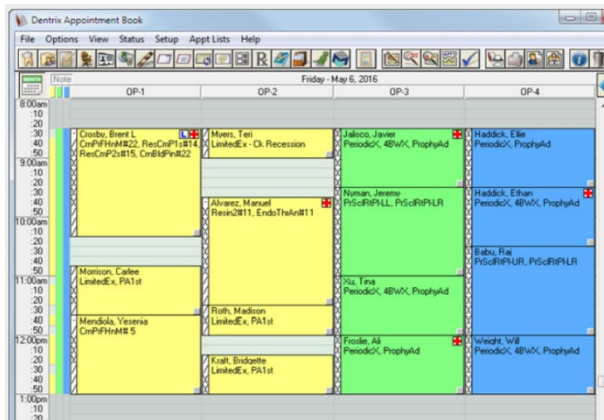 Dentrix Appointment Book
File Options View Status Setup Appt Lists Help
Note Friday - May 6, 2016
OP-1 OP-2 OP-3 OP-4
8:00am
:10
:20
:30
:40
:50
9:00am
:10
:20
:30
:40
:50
10:00am
:10
:20
:30
:40
:50
11:00am
:10
:20
:30
:40
:50
12:00pm
:10
:20
:30
:40
:50
1:00pm
:10
:20
Crosby, Brent L
CrnPrFHnM#22, ResCmP1s#14,
ResCmP2s#15, CrnBldPin#22
Morrison, Carlee
LimitedEx, PA1st
Mendiola, Yesenia
CrnPrFHnM# 5
Myers, Teri
LimitedEx - Ck Recession
Alvarez, Manuel
Resin2#11, EndoThrAn#11
Roth, Madison
LimitedEx, PA1st
Kraft, Bridgette
LimitedEx, PA1st
Jalisco, Javier
PeriodicX, 4BWX, ProphyAd
Nyman, Jeremy
PrSclRtPl-LL, PrSclRtPl-LR
Xu, Tina
PeriodicX, 4BWX, ProphyAd
Froslie, Ali
PeriodicX, 4BWX, ProphyAd
Haddick, Ellie
PeriodicX, ProphyAd
Haddick, Ethan
PeriodicX, 4BWX, ProphyAd
Babu, Raj
PrSclRtPl-UR, PrSclRtPl-LR
Weight, Will
PeriodicX, 4BWX, ProphyAd